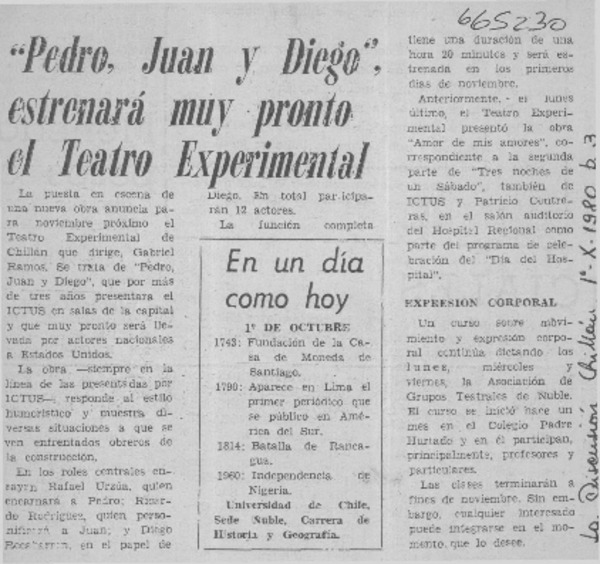 665230
"Pedro, Juan y Diego",
estrenará muy pronto
el Teatro Experimental
La puesta en escena de
una nueva obra anuncia pa-
ra noviembre próximo el
Teatro Experimental de
Chillán que dirige, Gabriel
Ramos. Se trata de "Pedro,
Juan y Diego", que por más
de tres años presentara el
ICTUS en salas de la capital
y que muy pronto será lle-
vada por actores nacionales
a Estados Unidos.
La obra —siempre en la
línea de las presentadas por
ICTUS—, responde al estilo
humorístico y muestra di-
versas situaciones a que se
ven enfrentados obreros de
la construcción.
En los roles centrales en-
sayan Rafael Urzúa, quien
encarnará a Pedro; Ricar-
do Rodríguez, quien perso-
nificará a Juan; y Diego
en el papel de
Diego. En total participa-
rán 12 actores.
La función completa
tiene una duración de una
hora 20 minutos y será es-
trenada en los primeros
días de noviembre.
Anteriormente, - el lunes
último, el Teatro Experi-
mental presentó la obra
"Amor de mis amores", co-
rrespondiente a la segunda
parte de "Tres noches de
un Sábado", también de
ICTUS y Patricio Contre-
ras, en el salón auditorio
del Hospital Regional como
parte del programa de ce-
lebración del "Día del Hos-
pital".
EXPRESION CORPORAL
Un curso sobre movi-
miento y expresión corpo-
ral continúa dictando los
lunes, miércoles y
viernes, la Asociación de
Grupos Teatrales de Ñuble.
El curso se inició hace un
mes en el Colegio Padre
Hurtado y en él participan,
principalmente, profesores y
particulares.
Las clases terminarán a
fines de noviembre. Sin em-
bargo, cualquier interesado
puede integrarse en el mo-
mento que lo desee.
En un día
como hoy
1º DE OCTUBRE
1743: Fundación de la Ca-
sa de Moneda de
Santiago.
1790: Aparece en Lima el
primer periódico que
se público en Amé-
rica del Sur.
1814: Batalla de Ranca-
gua.
1960: Independencia de
Nigeria.
Universidad de Chile,
Sede Ñuble, Carrera de
Historia y Geografía.
La Discusión Chillán 1º-X-1980 p. 3